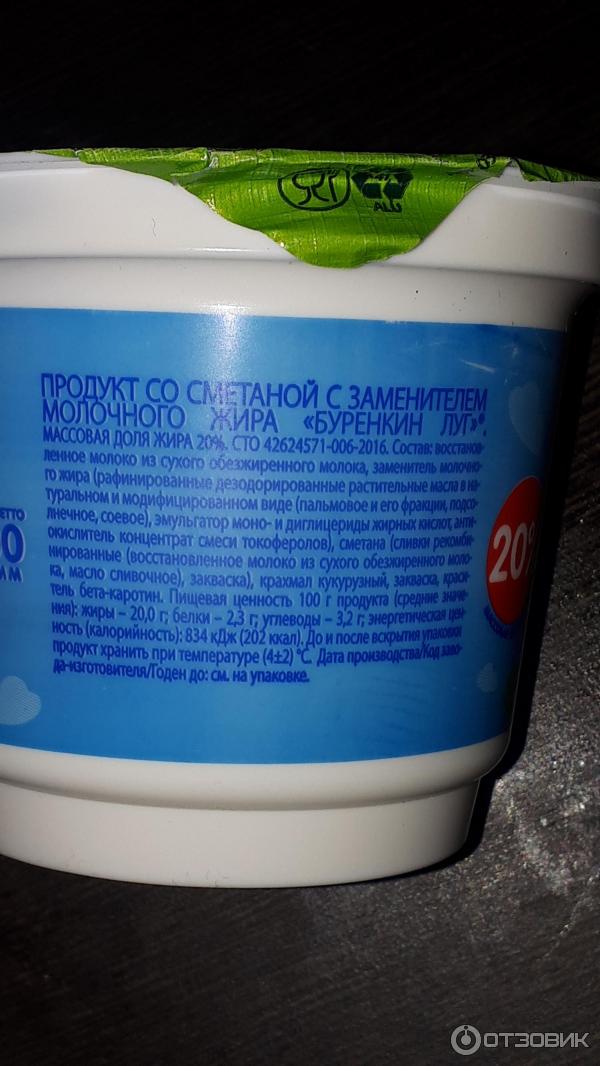 ALU
ПРОДУКТ СО СМЕТАНОЙ С ЗАМЕНИТЕЛЕМ
МОЛОЧНОГО ЖИРА «БУРЕНКИН ЛУГ»®.
МАССОВАЯ ДОЛЯ ЖИРА 20%. СТО 42624571-006-2016. Состав: восстанов-
ленное молоко из сухого обезжиренного молока, заменитель молочно-
го жира (рафинированные дезодорированные растительные масла в на-
туральном и модифицированном виде (пальмовое и его фракции, подсо-
лнечное, соевое), эмульгатор моно- и диглицериды жирных кислот, анти-
окислитель концентрат смеси токоферолов), сметана (сливки рекомби-
нированные (восстановленное молоко из сухого обезжиренного моло-
ка, масло сливочное), закваска), крахмал кукурузный, закваска, краси-
тель бета-каротин. Пищевая ценность 100 г продукта (средние значе-
ния): жиры – 20,0 г; белки – 2,3 г; углеводы – 3,2 г; энергетическая цен-
ность (калорийность): 834 кДж (202 ккал). До и после вскрытия упаковки
продукт хранить при температуре (4±2) °С. Дата производства/Код заво-
да-изготовителя/Годен до: см. на упаковке.
ЕТТО
0
ММ
20%
ОТЗОВИК